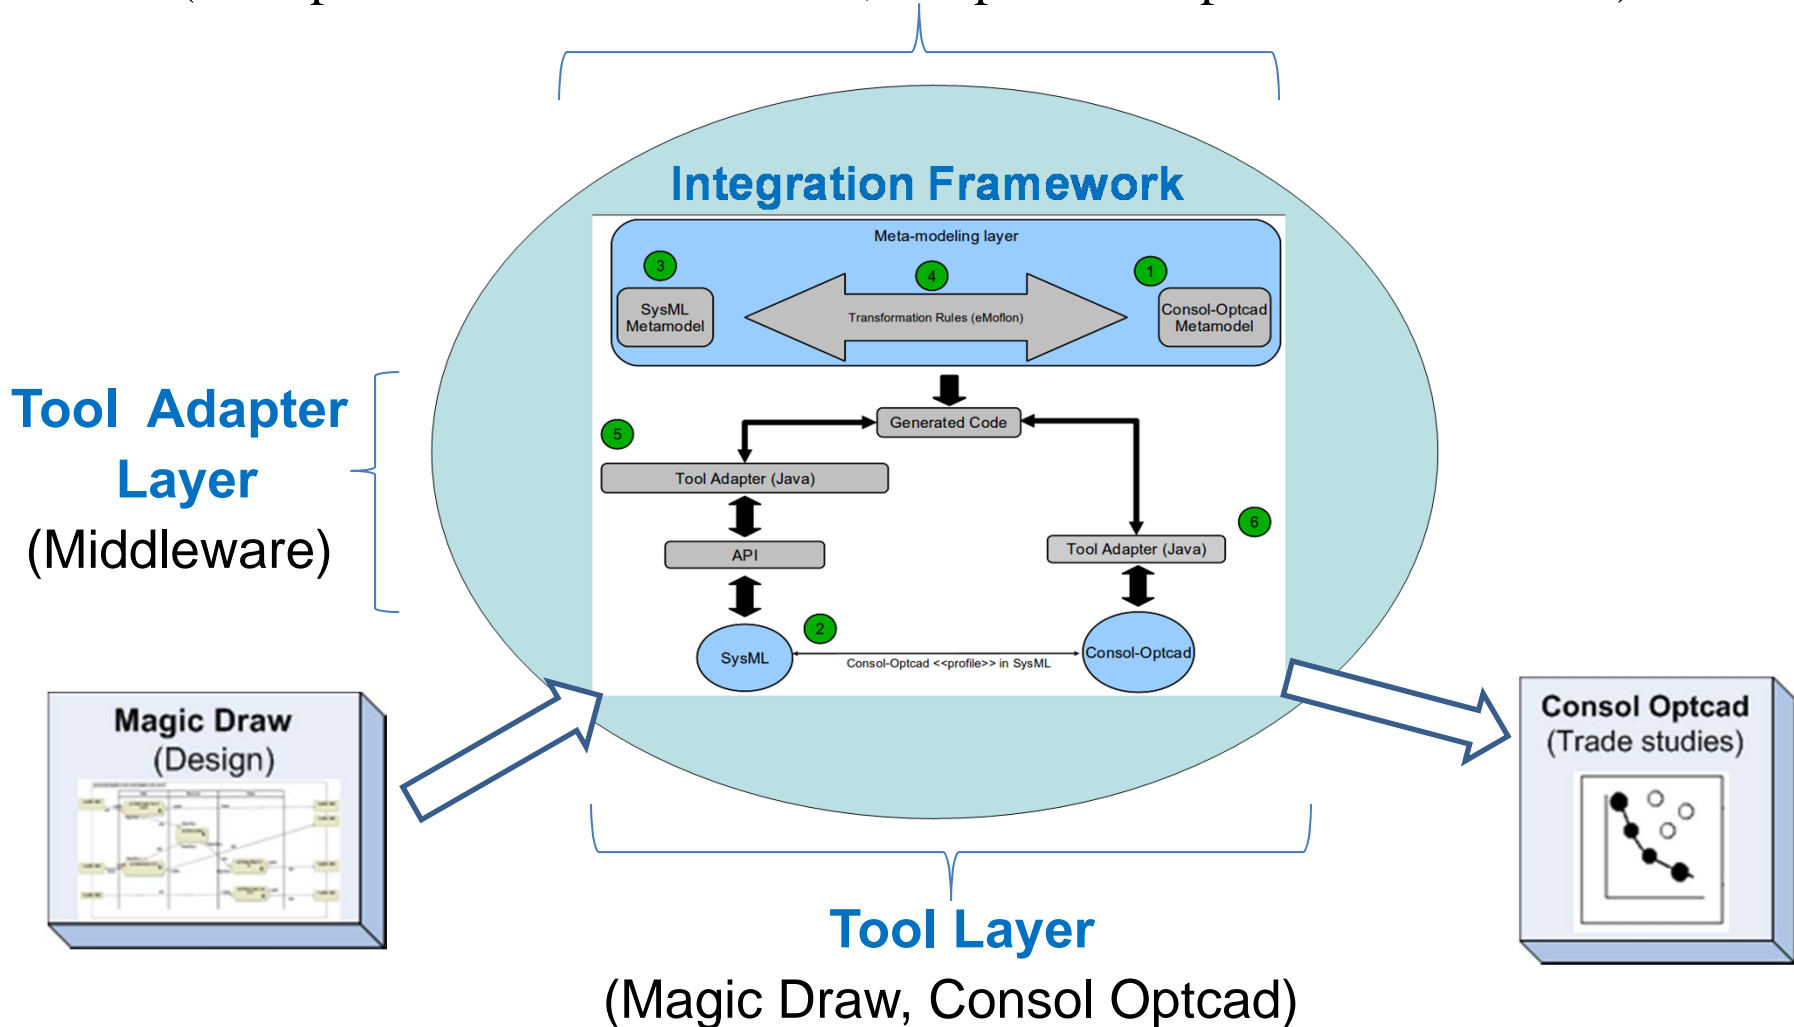 Integration Framework
Meta-modeling layer
3
4
1
SysML
Metamodel
Transformation Rules (eMoflon)
Consol-Optcad
Metamodel
Tool Adapter
Layer
(Middleware)
Generated Code
5
Tool Adapter (Java)
6
API
Tool Adapter (Java)
2
SysML
Consol-Optcad <<profile>> in SysML
Consol-Optcad
Magic Draw
(Design)
Consol Optcad
(Trade studies)
Tool Layer
(Magic Draw, Consol Optcad)